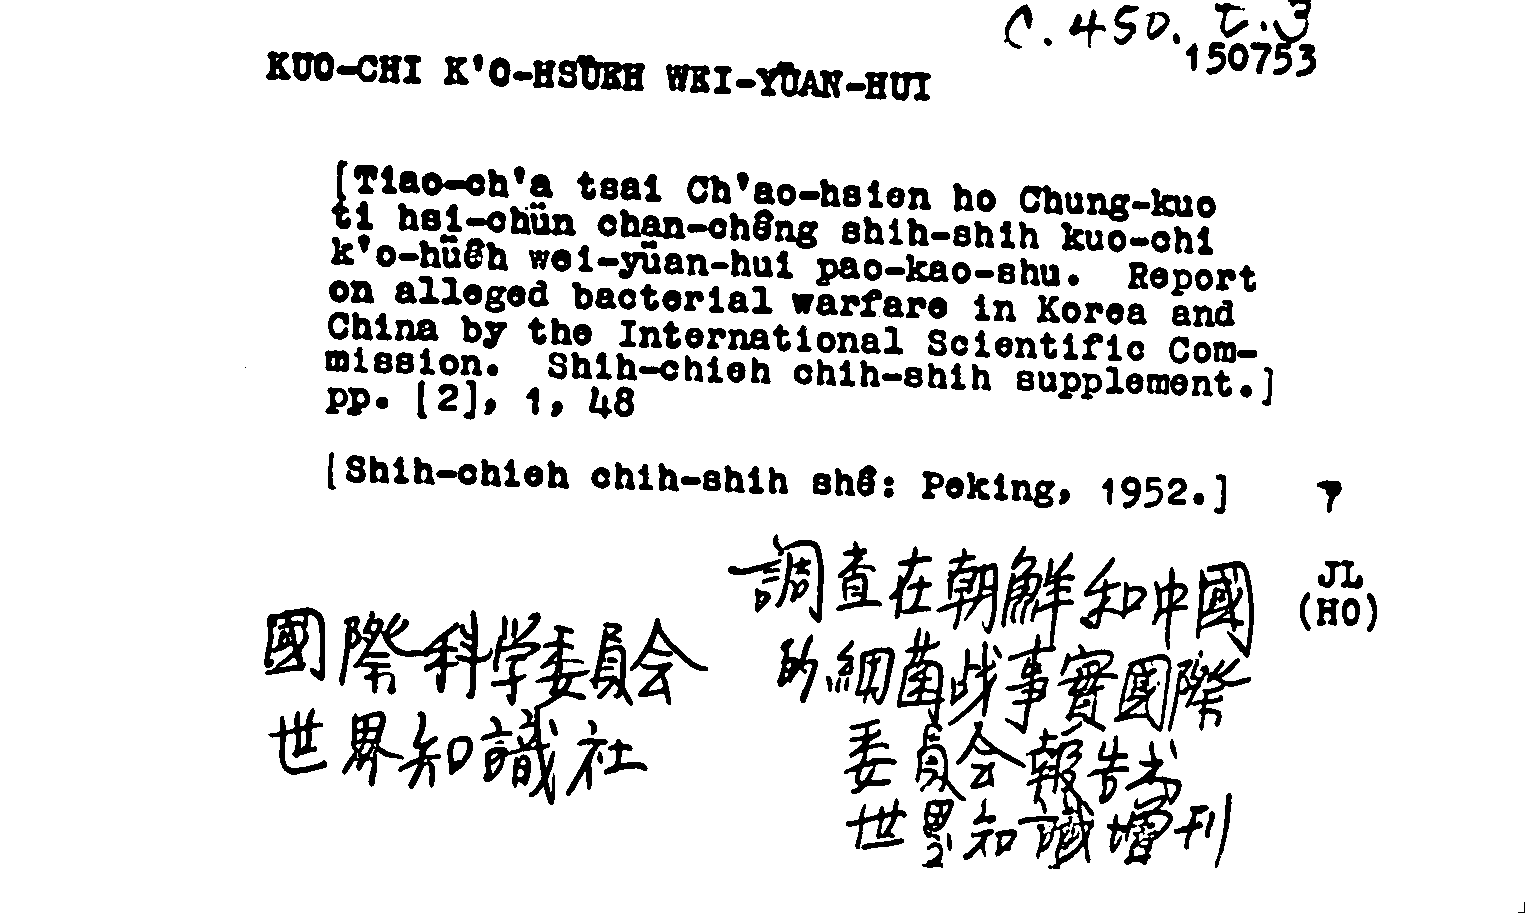 C. 450. t. 3
150753
KUO-CHI K'O-HSÜEH WEI-YÜAN-HUI
[Tiao-ch'a tsai Ch'ao-hsien ho Chung-kuo
ti hsi-chün chan-chêng shih-shih kuo-chi
k'o-hüêh wei-yüan-hui pao-kao-shu. Report
on alleged bacterial warfare in Korea and
China by the International Scientific Com-
mission. Shih-chieh chih-shih supplement.]
pp. [2], 1, 48
[Shih-chieh chih-shih shê: Peking, 1952.]
JL
(HO)
調查在朝鮮和中國
的細菌战事實國際
委員会報告书
世界知識增刊
國際科学委員会
世界知識社